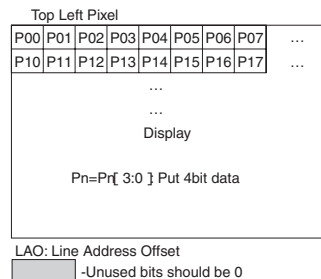 Top Left Pixel
P00 P01 P02 P03 P04 P05 P06 P07 ...
P10 P11 P12 P13 P14 P15 P16 P17 ...
...
...
Display
Pn=Pn[ 3:0 ] Put 4bit data
LAO: Line Address Offset
-Unused bits should be 0